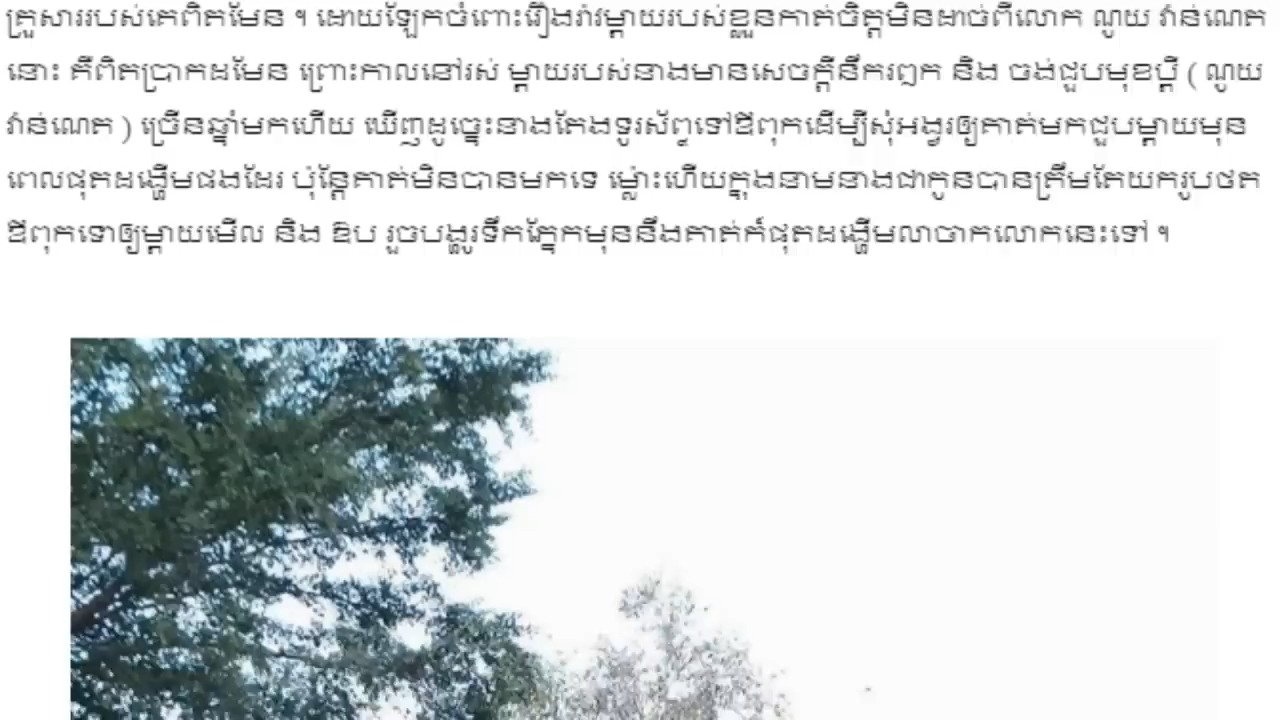 គ្រួសាររបស់គេពិតមែន ។ ដោយឡែកចំពោះរឿងរ៉ាវម្ដាយរបស់ខ្លួនកាត់ចិត្តមិនដាច់ពីលោក ណូយ វ៉ាន់ណេត
នោះ គឺពិតប្រាកដមែន ព្រោះកាលនៅរស់ ម្ដាយរបស់នាងមានសេចក្ដីនឹករឭក និង ចង់ជួបមុខប្ដី ( ណូយ
វ៉ាន់ណេត ) ច្រើនឆ្នាំមកហើយ ឃើញដូច្នេះនាងតែងទូរស័ព្ទទៅឪពុកដើម្បីសុំអង្វរឲ្យគាត់មកជួបម្ដាយមុន
ពេលផុតដង្ហើមផងដែរ ប៉ុន្តែគាត់មិនបានមកទេ ម្ល៉ោះហើយក្នុងនាមនាងជាកូនបានត្រឹមតែយករូបថត
ឪពុកទោឲ្យម្ដាយមើល និង ឱប រួចបង្ហូរទឹកភ្នែកមុននឹងគាត់ក៏ផុតដង្ហើមលាចាកលោកនេះទៅ ។